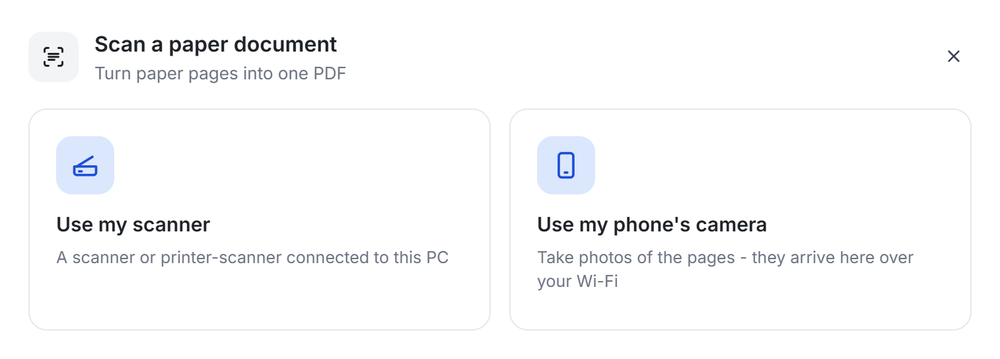 Scan a paper document
Turn paper pages into one PDF
Use my scanner
A scanner or printer-scanner connected to this PC
Use my phone's camera
Take photos of the pages - they arrive here over
your Wi-Fi